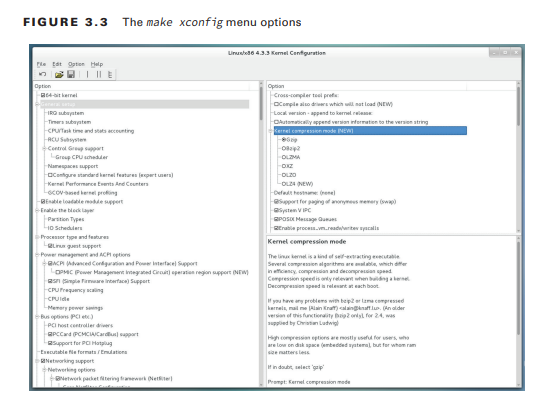 FIGURE 3.3 The make xconfig menu options
Linux/x86 4.3.3 Kernel Configuration
File Edit Option Help
Option
64-bit kernel
General setup
IRQ subsystem
Timers subsystem
CPU/Task time and stats accounting
RCU Subsystem
Control Group support
Group CPU scheduler
Namespaces support
Configure standard kernel features (expert users)
Kernel Performance Events And Counters
GCOV-based kernel profiling
Enable loadable module support
Enable the block layer
Partition Types
IO Schedulers
Processor type and features
Linux guest support
Power management and ACPI options
ACPI (Advanced Configuration and Power Interface) Support
PMIC (Power Management Integrated Circuit) operation region support (NEW)
SFI (Simple Firmware Interface) Support
CPU Frequency scaling
CPU Idle
Memory power savings
Bus options (PCI etc.)
PCI host controller drivers
PCCard (PCMCIA/CardBus) support
Support for PCI Hotplug
Executable file formats / Emulations
Networking support
Networking options
Network packet filtering framework (Netfilter)
Core Netfilter Configuration
Option
Cross-compiler tool prefix:
Compile also drivers which will not load (NEW)
Local version - append to kernel release:
Automatically append version information to the version string
Kernel compression mode (NEW)
Gzip
Bzip2
LZMA
XZ
LZO
LZ4 (NEW)
Default hostname: (none)
Support for paging of anonymous memory (swap)
System V IPC
POSIX Message Queues
Enable process_vm_readv/writev syscalls
Kernel compression mode
The linux kernel is a kind of self-extracting executable.
Several compression algorithms are available, which differ
in efficiency, compression and decompression speed.
Compression speed is only relevant when building a kernel.
Decompression speed is relevant at each boot.
If you have any problems with bzip2 or lzma compressed
kernels, mail me (Alain Knaff) <alain@knaff.lu>. (An older
version of this functionality (bzip2 only), for 2.4, was
supplied by Christian Ludwig)
High compression options are mostly useful for users, who
are low on disk space (embedded systems), but for whom ram
size matters less.
If in doubt, select 'gzip'
Prompt: Kernel compression mode